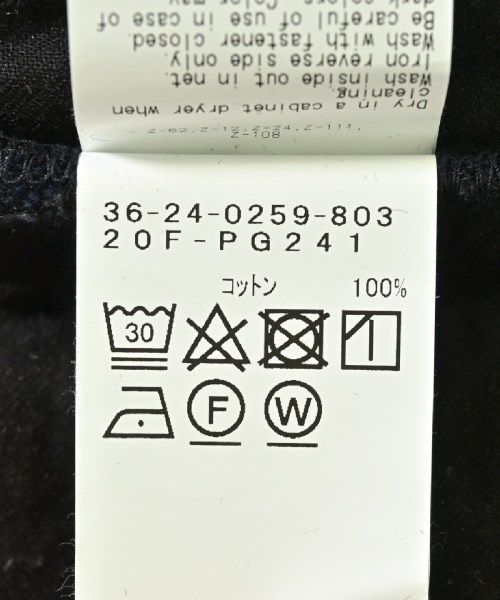 Dry in a cabinet dryer when
cleaning.
Wash inside out in net.
Iron reverse side only.
Wash with fastener closed.
Be careful of use in case of
36-24-0259-803
20F-PG241
コットン 100%
30
F W